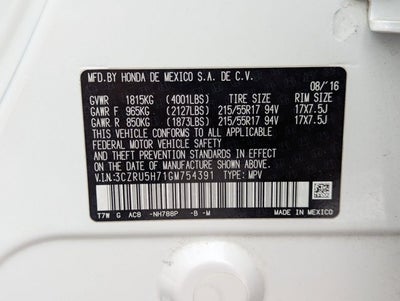 MFD.BY HONDA DE MEXICO S.A. DE C.V.
08/'16
GVWR 1815KG (4001LBS) TIRE SIZE RIM SIZE
GAWR F 965KG (2127LBS) 215/55R17 94V 17X7.5J
GAWR R 850KG (1873LBS) 215/55R17 94V 17X7.5J
THIS VEHICLE CONFORMS TO ALL APPLICABLE
FEDERAL MOTOR VEHICLE SAFETY STANDARDS IN EFFECT
ON THE DATE OF MANUFACTURE SHOWN ABOVE.
V.I.N:3CZRU5H71GM754391 TYPE: MPV
T7W G AC8 -NH788P -B -M
MADE IN MEXICO